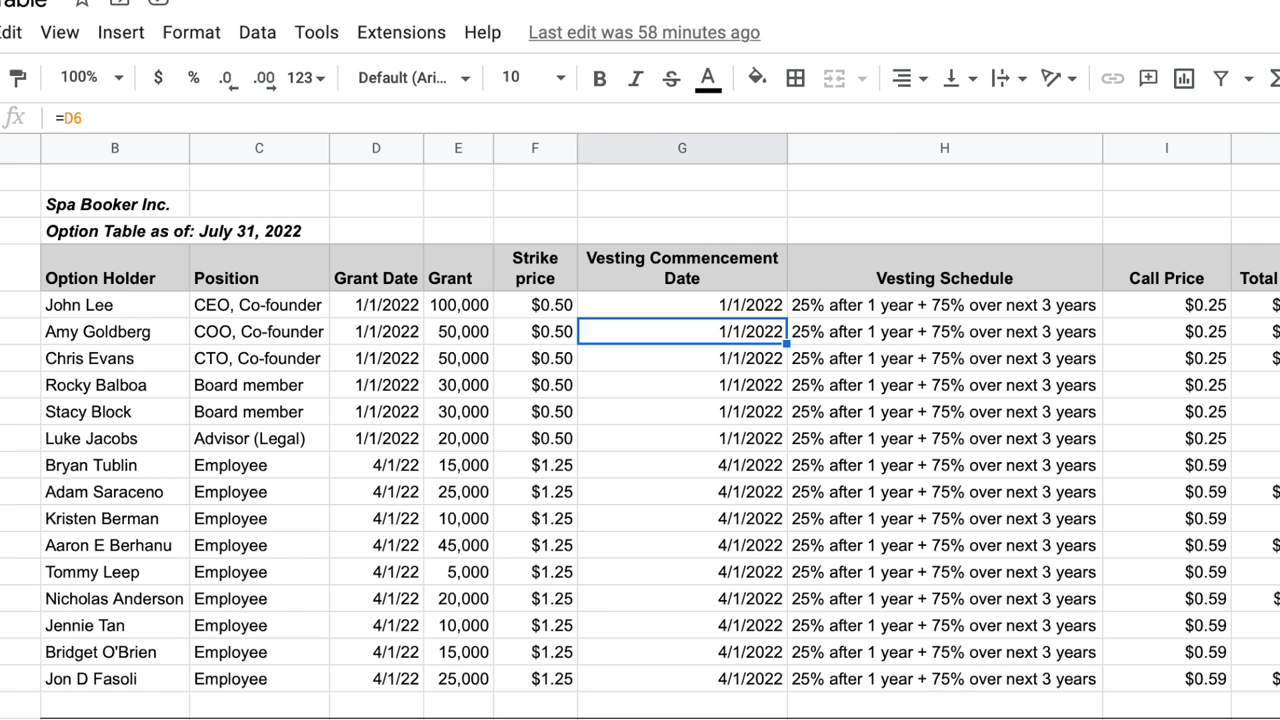 Edit View Insert Format Data Tools Extensions Help Last edit was 58 minutes ago
100% $ % .0 .00 123 Default (Ari... 10 B I S A
fx =D6
B C D E F G H I
Spa Booker Inc.
Option Table as of: July 31, 2022
Option Holder Position Grant Date Grant Strike price Vesting Commencement Date Vesting Schedule Call Price Total
John Lee CEO, Co-founder 1/1/2022 100,000 $0.50 1/1/2022 25% after 1 year + 75% over next 3 years $0.25
Amy Goldberg COO, Co-founder 1/1/2022 50,000 $0.50 1/1/2022 25% after 1 year + 75% over next 3 years $0.25 $
Chris Evans CTO, Co-founder 1/1/2022 50,000 $0.50 1/1/2022 25% after 1 year + 75% over next 3 years $0.25 $
Rocky Balboa Board member 1/1/2022 30,000 $0.50 1/1/2022 25% after 1 year + 75% over next 3 years $0.25
Stacy Block Board member 1/1/2022 30,000 $0.50 1/1/2022 25% after 1 year + 75% over next 3 years $0.25
Luke Jacobs Advisor (Legal) 1/1/2022 20,000 $0.50 1/1/2022 25% after 1 year + 75% over next 3 years $0.25
Bryan Tublin Employee 4/1/22 15,000 $1.25 4/1/2022 25% after 1 year + 75% over next 3 years $0.59
Adam Saraceno Employee 4/1/22 25,000 $1.25 4/1/2022 25% after 1 year + 75% over next 3 years $0.59 $
Kristen Berman Employee 4/1/22 10,000 $1.25 4/1/2022 25% after 1 year + 75% over next 3 years $0.59
Aaron E Berhanu Employee 4/1/22 45,000 $1.25 4/1/2022 25% after 1 year + 75% over next 3 years $0.59 $
Tommy Leep Employee 4/1/22 5,000 $1.25 4/1/2022 25% after 1 year + 75% over next 3 years $0.59
Nicholas Anderson Employee 4/1/22 20,000 $1.25 4/1/2022 25% after 1 year + 75% over next 3 years $0.59 $
Jennie Tan Employee 4/1/22 10,000 $1.25 4/1/2022 25% after 1 year + 75% over next 3 years $0.59
Bridget O'Brien Employee 4/1/22 15,000 $1.25 4/1/2022 25% after 1 year + 75% over next 3 years $0.59
Jon D Fasoli Employee 4/1/22 25,000 $1.25 4/1/2022 25% after 1 year + 75% over next 3 years $0.59